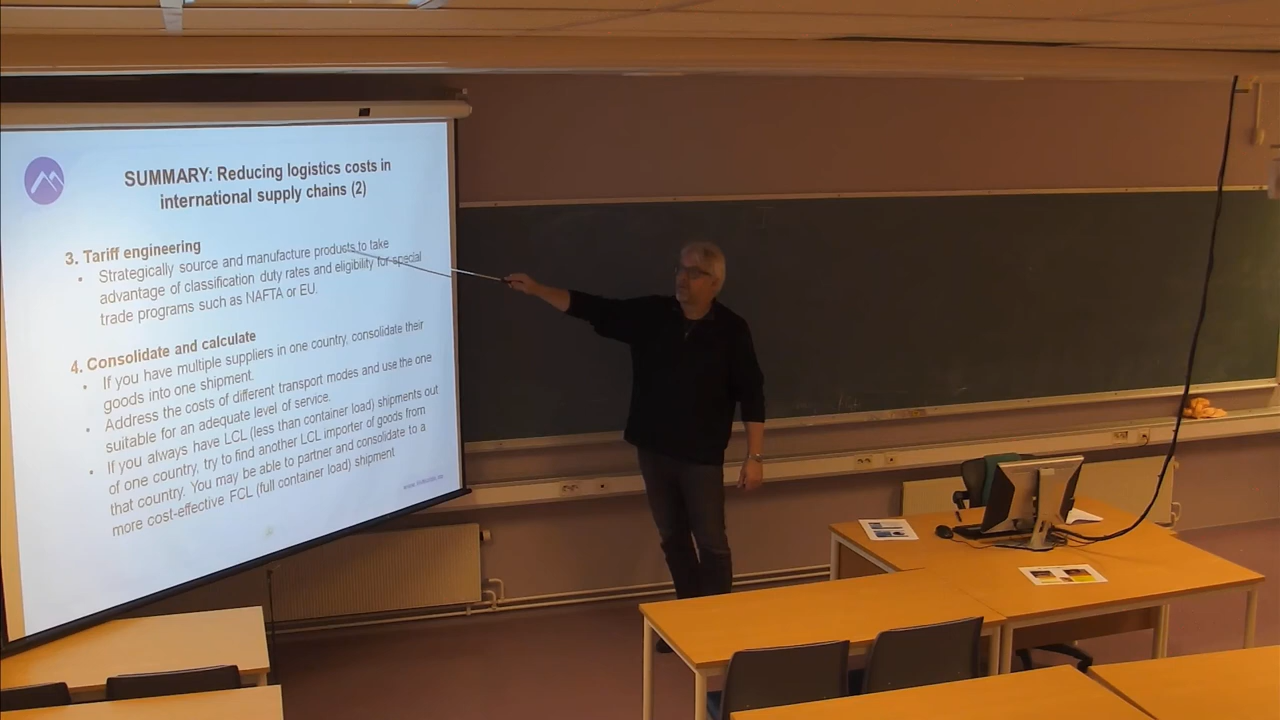 SUMMARY: Reducing logistics costs in
international supply chains (2)
3. Tariff engineering
• Strategically source and manufacture products to take
advantage of classification duty rates and eligibility for special
trade programs such as NAFTA or EU.
4. Consolidate and calculate
• If you have multiple suppliers in one country, consolidate their
goods into one shipment.
• Address the costs of different transport modes and use the one
suitable for an adequate level of service.
• If you always have LCL (less than container load) shipments out
of one country, try to find another LCL importer of goods from
that country. You may be able to partner and consolidate to a
more cost-effective FCL (full container load) shipment